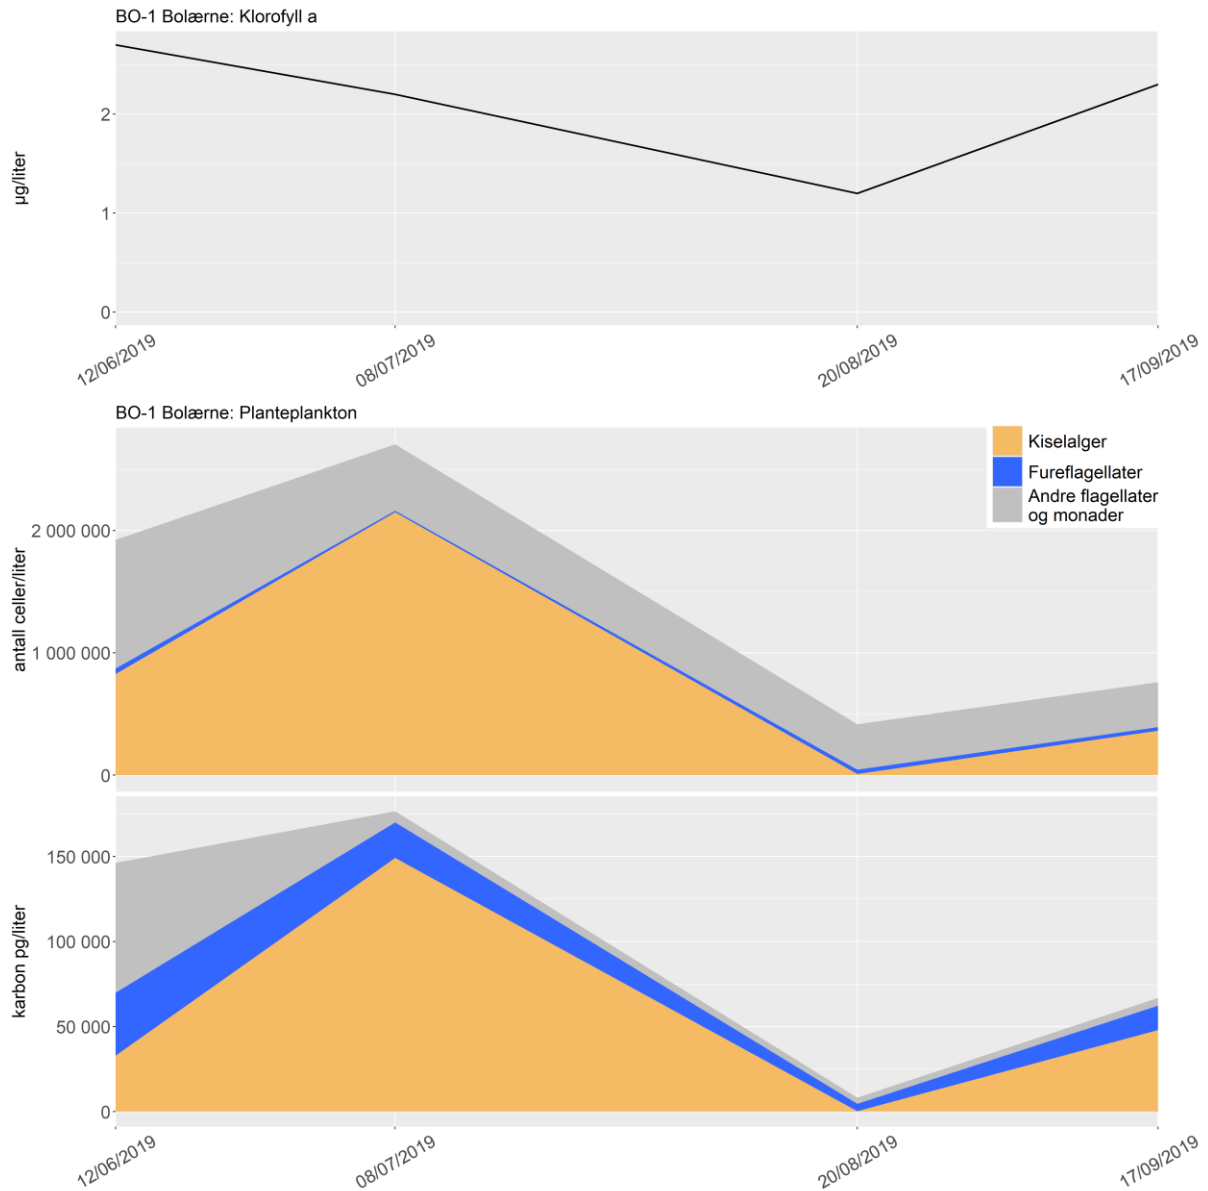 BO-1 Bolærne: Klorofyll a
µg/liter
2
1
0
12/06/2019
08/07/2019
20/08/2019
17/09/2019
BO-1 Bolærne: Planteplankton
Kiselalger
Fureflagellater
Andre flagellater
og monader
antall celler/liter
2 000 000
1 000 000
0
karbon pg/liter
150 000
100 000
50 000
0
12/06/2019
08/07/2019
20/08/2019
17/09/2019